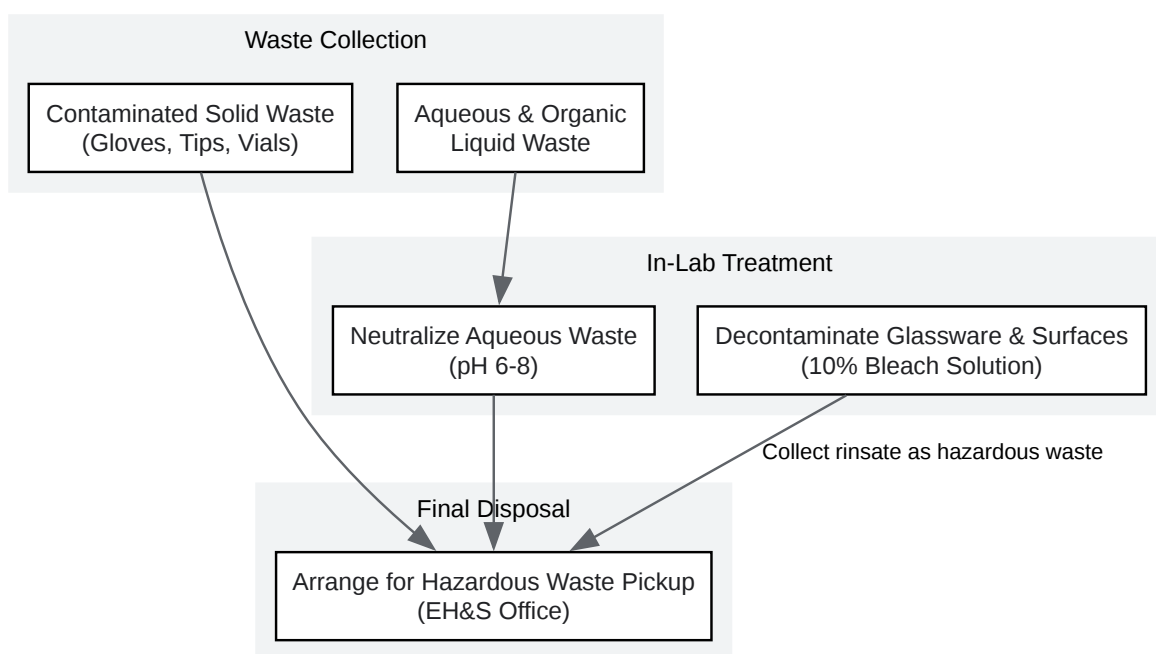 Waste Collection
Contaminated Solid Waste
(Gloves, Tips, Vials)
Aqueous & Organic
Liquid Waste
In-Lab Treatment
Neutralize Aqueous Waste
(pH 6-8)
Decontaminate Glassware & Surfaces
(10% Bleach Solution)
Collect rinsate as hazardous waste
Final Disposal
Arrange for Hazardous Waste Pickup
(EH&S Office)